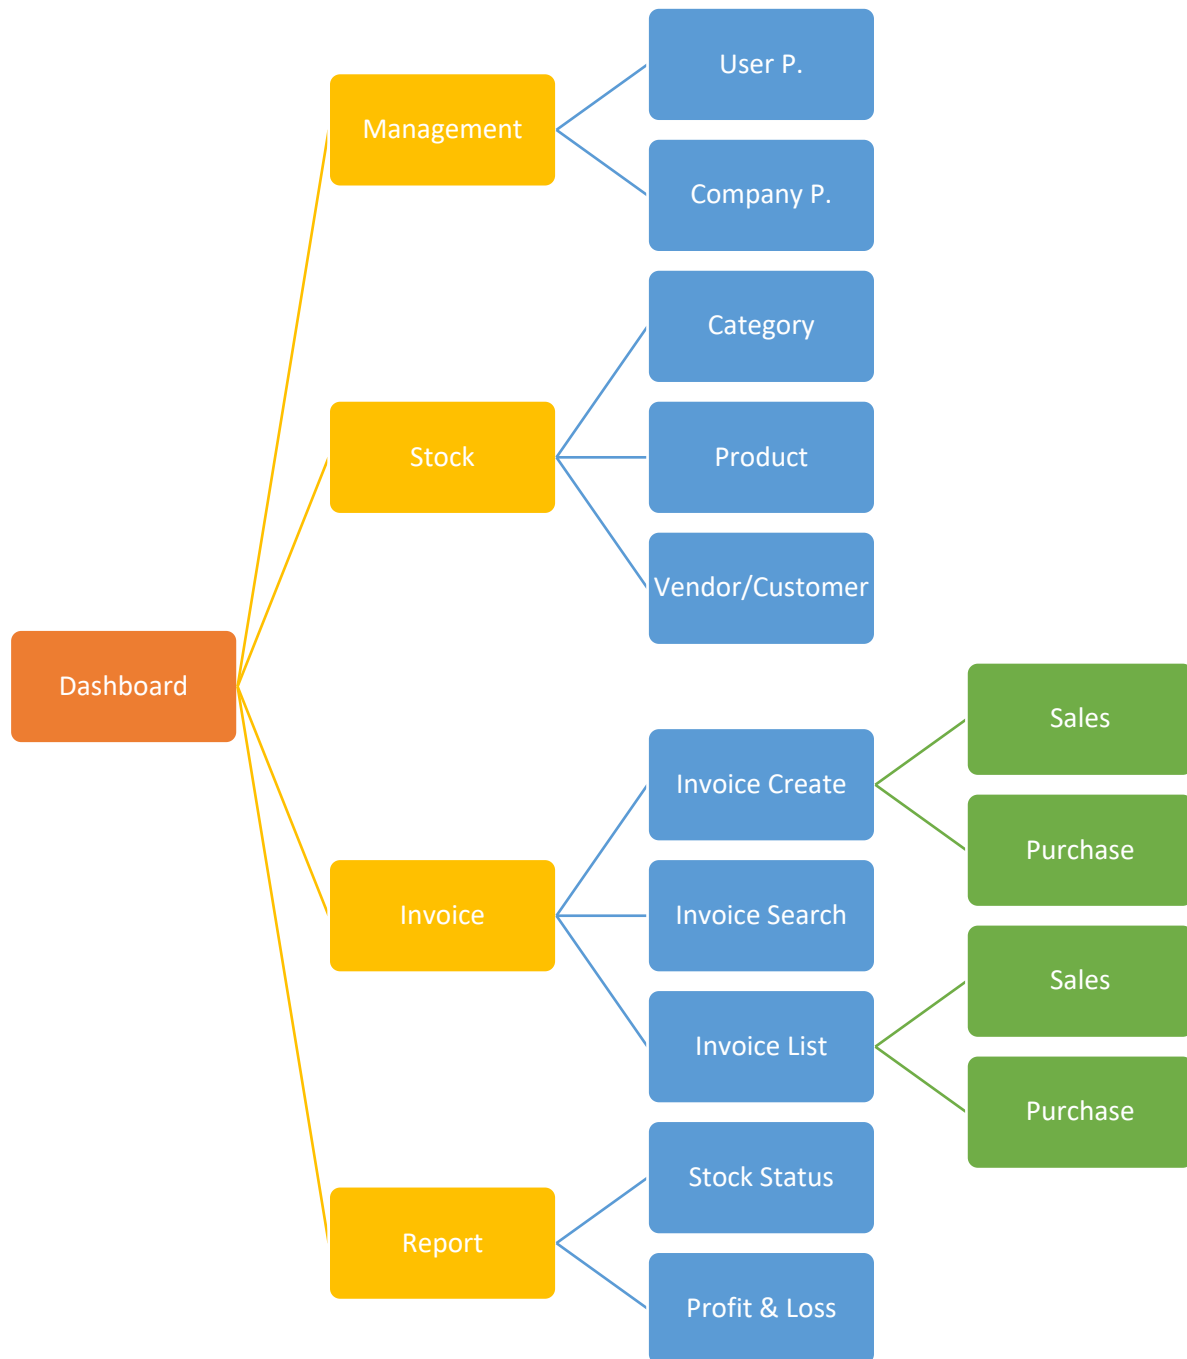 User P.
Management
Company P.
Category
Stock
Product
Vendor/Customer
Dashboard
Sales
Invoice Create
Purchase
Invoice
Invoice Search
Sales
Invoice List
Purchase
Stock Status
Report
Profit & Loss